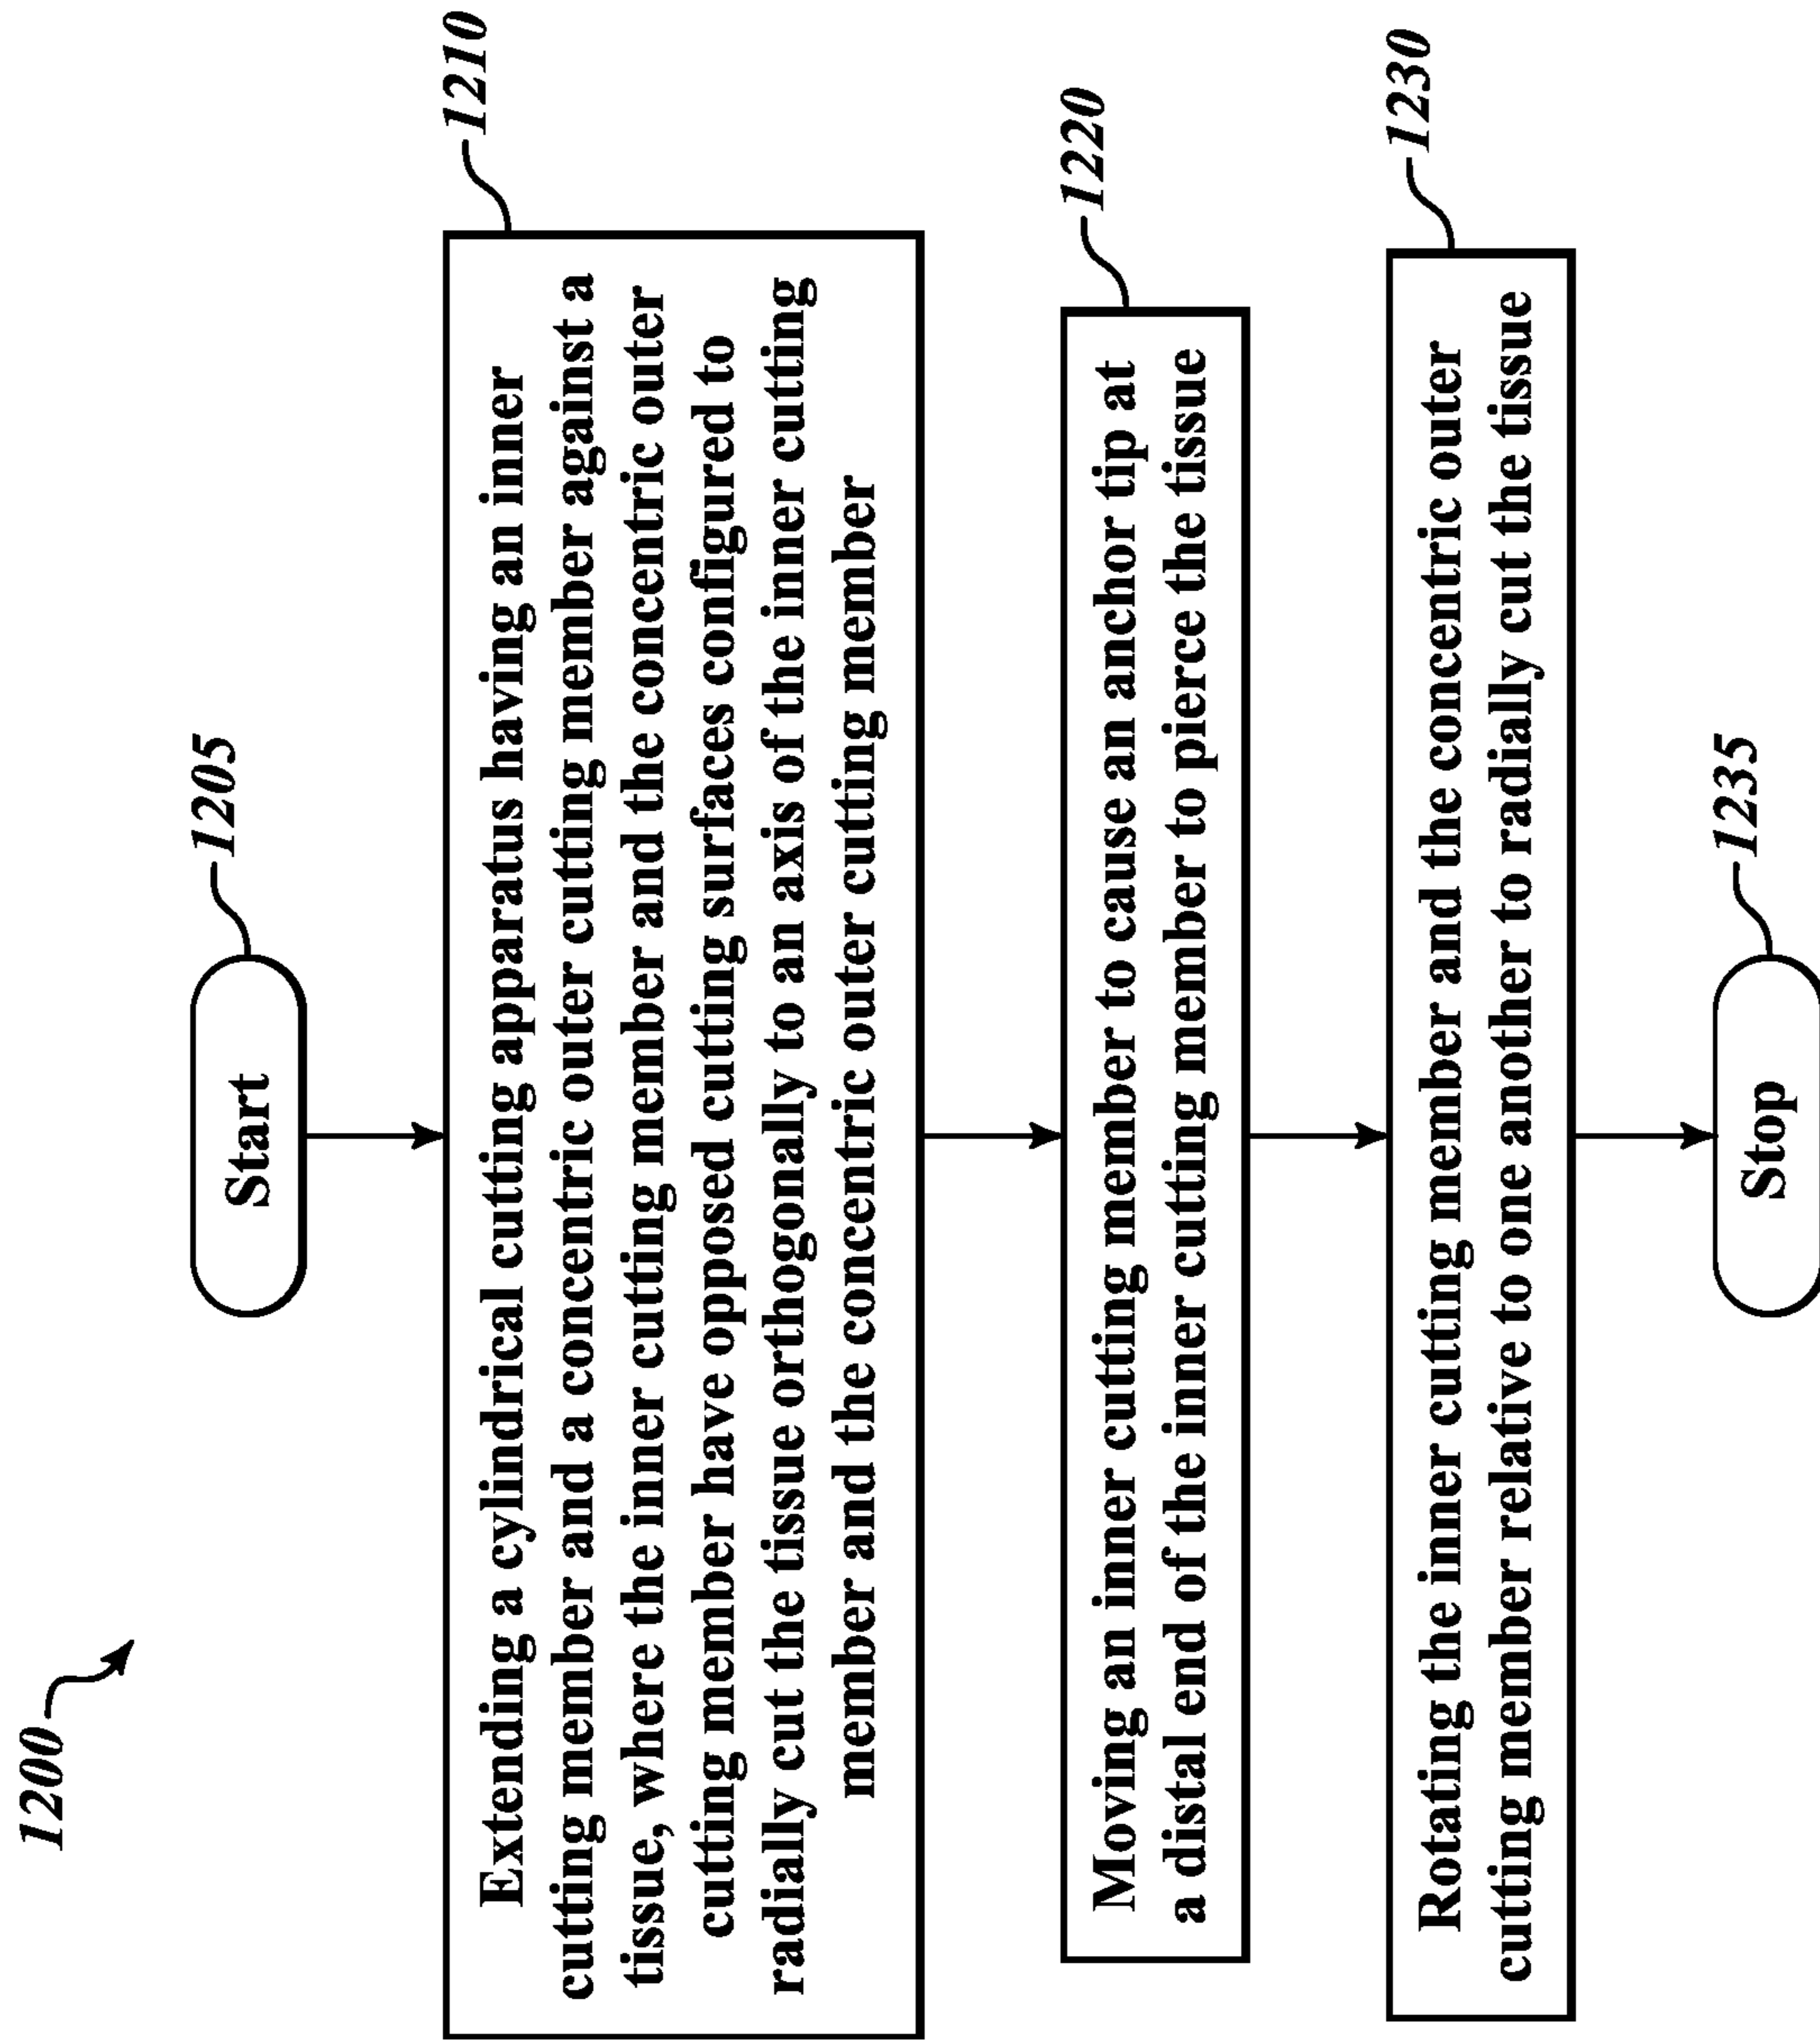 1200
Start
1205
Extending a cylindrical cutting apparatus having an inner
cutting member and a concentric outer cutting member against a
tissue, where the inner cutting member and the concentric outer
cutting member have opposed cutting surfaces configured to
radially cut the tissue orthogonally to an axis of the inner cutting
member and the concentric outer cutting member
1210
Moving an inner cutting member to cause an anchor tip at
a distal end of the inner cutting member to pierce the tissue
1220
Rotating the inner cutting member and the concentric outer
cutting member relative to one another to radially cut the tissue
1230
Stop
1235